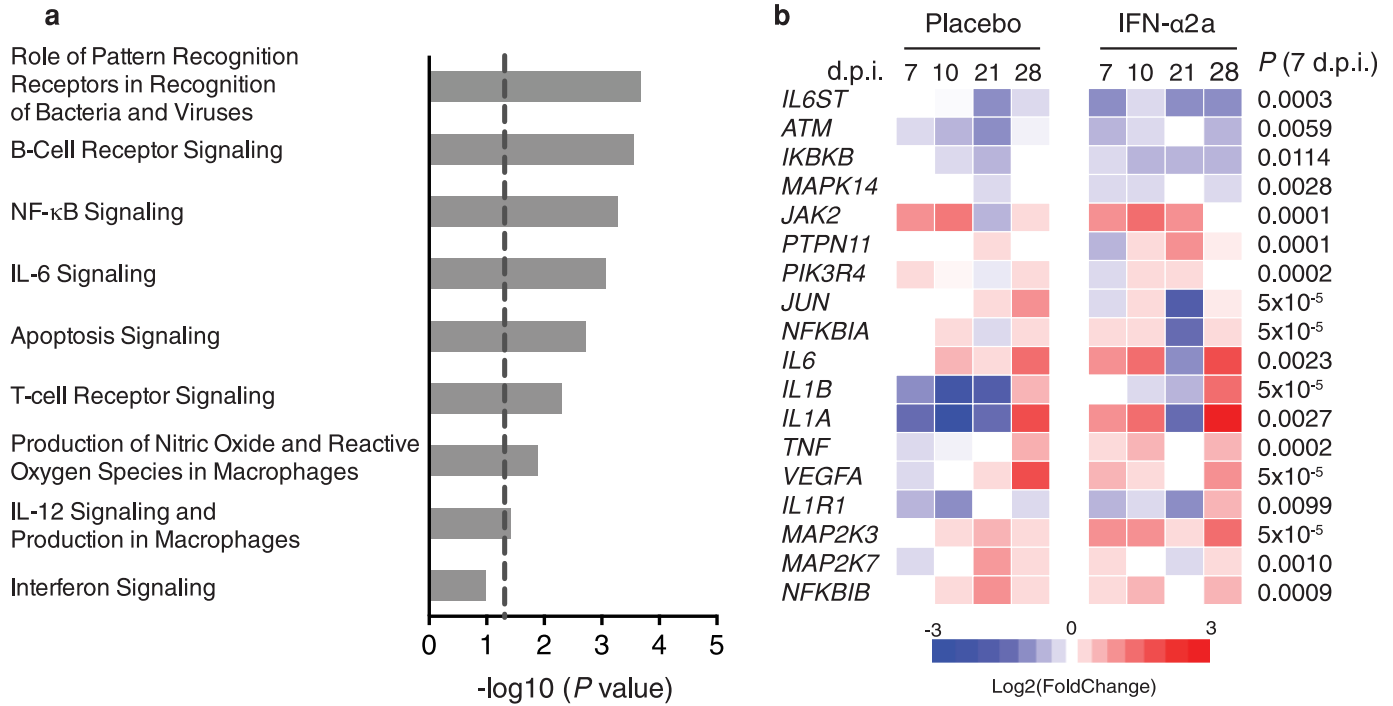 a
Role of Pattern Recognition
Receptors in Recognition
of Bacteria and Viruses
B-Cell Receptor Signaling
NF-κB Signaling
IL-6 Signaling
Apoptosis Signaling
T-cell Receptor Signaling
Production of Nitric Oxide and Reactive
Oxygen Species in Macrophages
IL-12 Signaling and
Production in Macrophages
Interferon Signaling
0 1 2 3 4 5
-log10 (P value)
b
Placebo IFN-α2a
d.p.i. 7 10 21 28 7 10 21 28 P (7 d.p.i.)
IL6ST 0.0003
ATM 0.0059
IKBKB 0.0114
MAPK14 0.0028
JAK2 0.0001
PTPN11 0.0001
PIK3R4 0.0002
JUN 5x10⁻⁵
NFKBIA 5x10⁻⁵
IL6 0.0023
IL1B 5x10⁻⁵
IL1A 0.0027
TNF 0.0002
VEGFA 5x10⁻⁵
IL1R1 0.0099
MAP2K3 5x10⁻⁵
MAP2K7 0.0010
NFKBIB 0.0009
-3 0 3
Log2(FoldChange)